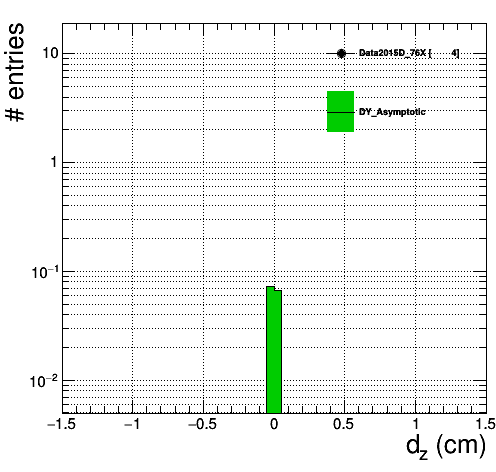 # entries
10
Data2015D_76X [ 4]
DY_Asymptotic
1
10⁻¹
10⁻²
−1.5 −1 −0.5 0 0.5 1 1.5
d_z (cm)